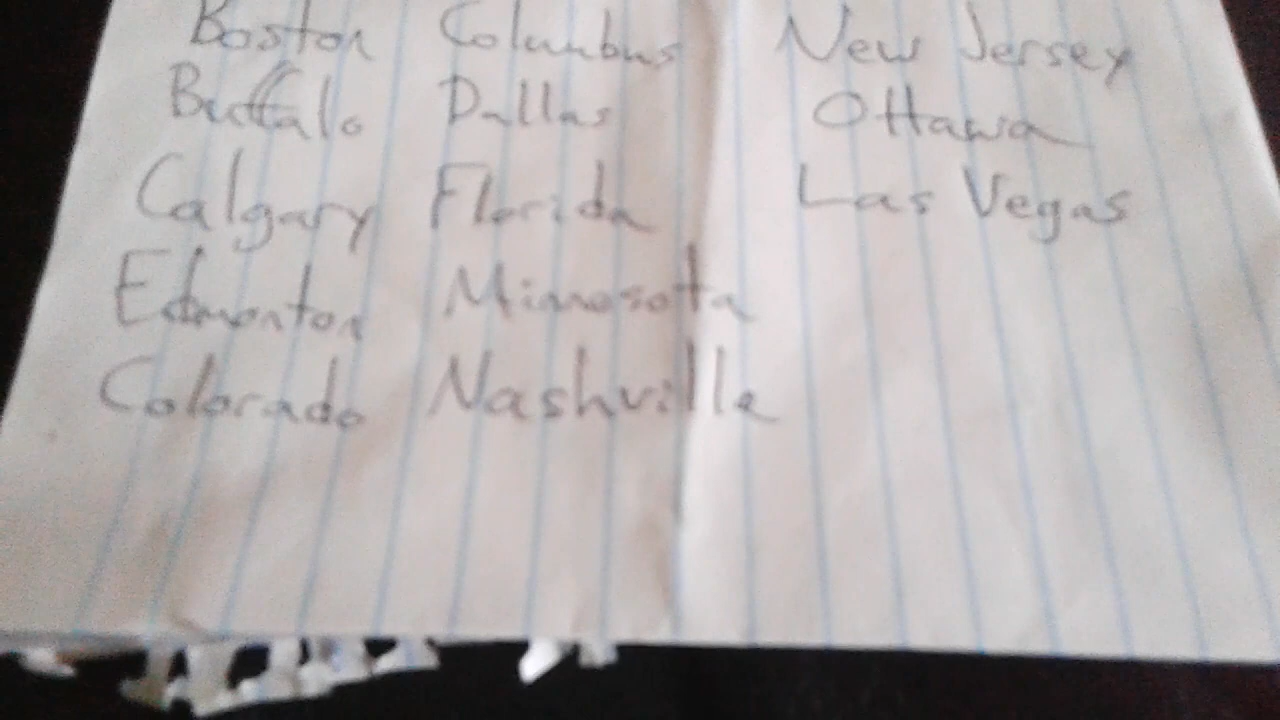 Boston Columbus New Jersey
Buffalo Dallas Ottawa
Calgary Florida Las Vegas
Edmonton Minnesota
Colorado Nashville